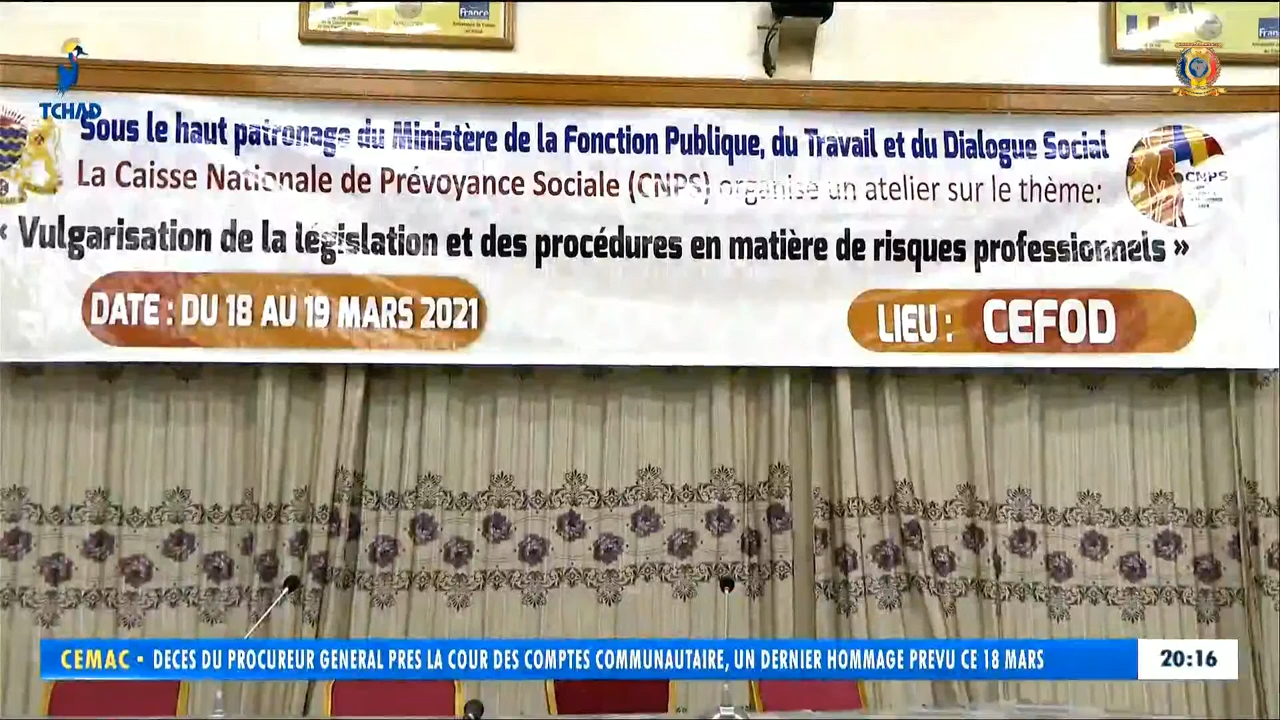 France
TCHAD
Sous le haut patronage du Ministère de la Fonction Publique, du Travail et du Dialogue Social
La Caisse Nationale de Prévoyance Sociale (CNPS) organise un atelier sur le thème:
CNPS
« Vulgarisation de la législation et des procédures en matière de risques professionnels »
DATE : DU 18 AU 19 MARS 2021
LIEU : CEFOD
CEMAC • DECES DU PROCUREUR GENERAL PRES LA COUR DES COMPTES COMMUNAUTAIRE, UN DERNIER HOMMAGE PREVU CE 18 MARS
20:16